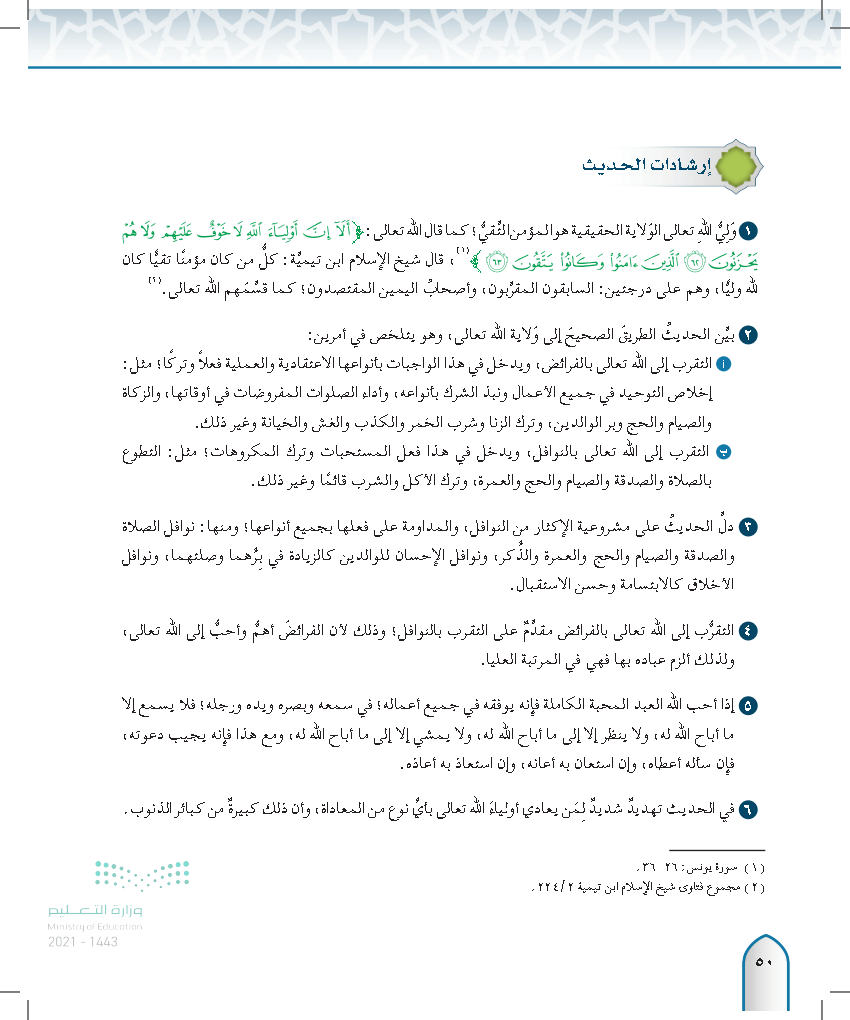 إرشادات الحديث
١ وَلِيُّ اللهِ تعالى الوَلاية الحقيقية هو المؤمن التَّقيُّ؛ كما قال الله تعالى: ﴿أَلَآ إِنَّ أَوْلِيَآءَ ٱللَّهِ لَا خَوْفٌ عَلَيْهِمْ وَلَا هُمْ
يَحْزَنُونَ ۝٦٢ ٱلَّذِينَ ءَامَنُوا۟ وَكَانُوا۟ يَتَّقُونَ ۝٦٣﴾(١)، قال شيخ الإسلام ابن تيميَّة: كلُّ من كان مؤمنًا تقيًّا كان
لله وليًّا، وهم على درجتين: السابقون المقرَّبون، وأصحابُ اليمين المقتصدون؛ كما قسَّمَهم الله تعالى.(٢)
٢ بيَّن الحديثُ الطريقَ الصحيحَ إلى وَلاية الله تعالى، وهو يتلخص في أمرين:
أ التقرب إلى الله تعالى بالفرائض، ويدخل في هذا الواجبات بأنواعها الاعتقادية والعملية فعلاً وتركًا؛ مثل:
إخلاص التوحيد في جميع الأعمال ونبذ الشرك بأنواعه، وأداء الصلوات المفروضات في أوقاتها، والزكاة
والصيام والحج وبر الوالدين، وترك الزنا وشرب الخمر والكذب والغش والخيانة وغير ذلك.
ب التقرب إلى الله تعالى بالنوافل، ويدخل في هذا فعل المستحبات وترك المكروهات؛ مثل: التطوع
بالصلاة والصدقة والصيام والحج والعمرة، وترك الأكل والشرب قائمًا وغير ذلك.
٣ دلَّ الحديثُ على مشروعية الإكثار من النوافل، والمداومة على فعلها بجميع أنواعها؛ ومنها: نوافل الصلاة
والصدقة والصيام والحج والعمرة والذِّكر، ونوافل الإحسان للوالدين كالزيادة في بِرِّهما وصلتهما، ونوافل
الأخلاق كالابتسامة وحسن الاستقبال.
٤ التقرُّب إلى الله تعالى بالفرائض مقدَّمٌ على التقرب بالنوافل؛ وذلك لأن الفرائضَ أهمُّ وأحبُّ إلى الله تعالى،
ولذلك ألزم عباده بها فهي في المرتبة العليا.
٥ إذا أحب الله العبد المحبة الكاملة فإنه يوفقه في جميع أعماله؛ في سمعه وبصره ويده ورجله؛ فلا يسمع إلا
ما أباح الله له، ولا ينظر إلا إلى ما أباح الله له، ولا يمشي إلا إلى ما أباح الله له، ومع هذا فإنه يجيب دعوته،
فإن سأله أعطاه، وإن استعان به أعانه، وإن استعاذ به أعاذه.
٦ في الحديث تهديدٌ شديدٌ لِمَن يعادي أولياءَ الله تعالى بأيِّ نوع من المعاداة، وأن ذلك كبيرةٌ من كبائر الذنوب.
(١) سورة يونس: ٢٦ ٣٦.
(٢) مجموع فتاوى شيخ الإسلام ابن تيمية ٢/٢٢٤.
وزارة التعليم
Ministry of Education
2021 - 1443
٥٠